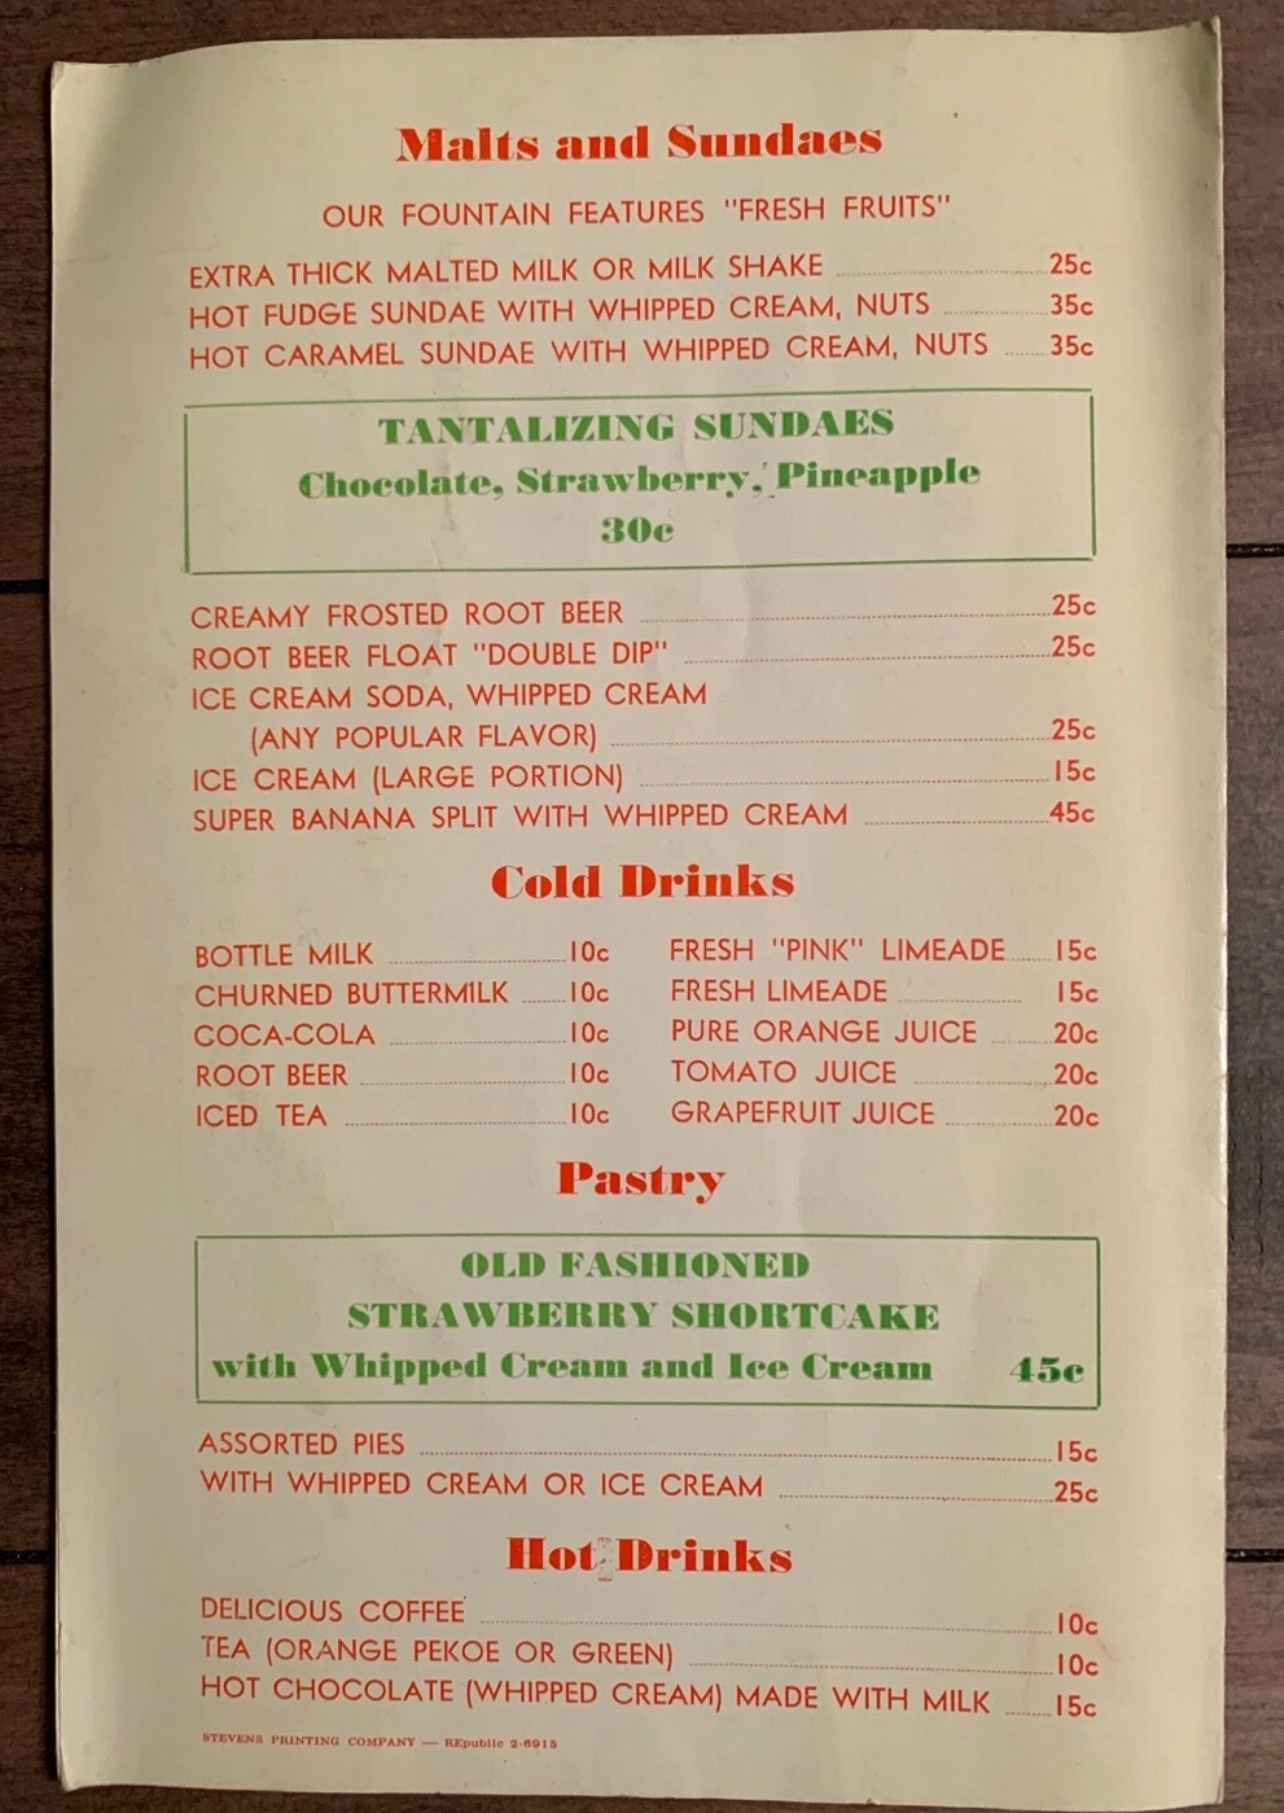 Malts and Sundaes
OUR FOUNTAIN FEATURES "FRESH FRUITS"
EXTRA THICK MALTED MILK OR MILK SHAKE 25c
HOT FUDGE SUNDAE WITH WHIPPED CREAM, NUTS 35c
HOT CARAMEL SUNDAE WITH WHIPPED CREAM, NUTS 35c
TANTALIZING SUNDAES
Chocolate, Strawberry, Pineapple
30c
CREAMY FROSTED ROOT BEER 25c
ROOT BEER FLOAT "DOUBLE DIP" 25c
ICE CREAM SODA, WHIPPED CREAM
(ANY POPULAR FLAVOR) 25c
ICE CREAM (LARGE PORTION) 15c
SUPER BANANA SPLIT WITH WHIPPED CREAM 45c
Cold Drinks
BOTTLE MILK 10c
CHURNED BUTTERMILK 10c
COCA-COLA 10c
ROOT BEER 10c
ICED TEA 10c
FRESH "PINK" LIMEADE 15c
FRESH LIMEADE 15c
PURE ORANGE JUICE 20c
TOMATO JUICE 20c
GRAPEFRUIT JUICE 20c
Pastry
OLD FASHIONED
STRAWBERRY SHORTCAKE
with Whipped Cream and Ice Cream 45c
ASSORTED PIES 15c
WITH WHIPPED CREAM OR ICE CREAM 25c
Hot Drinks
DELICIOUS COFFEE 10c
TEA (ORANGE PEKOE OR GREEN) 10c
HOT CHOCOLATE (WHIPPED CREAM) MADE WITH MILK 15c
STEVENS PRINTING COMPANY — REpublic 2-6915